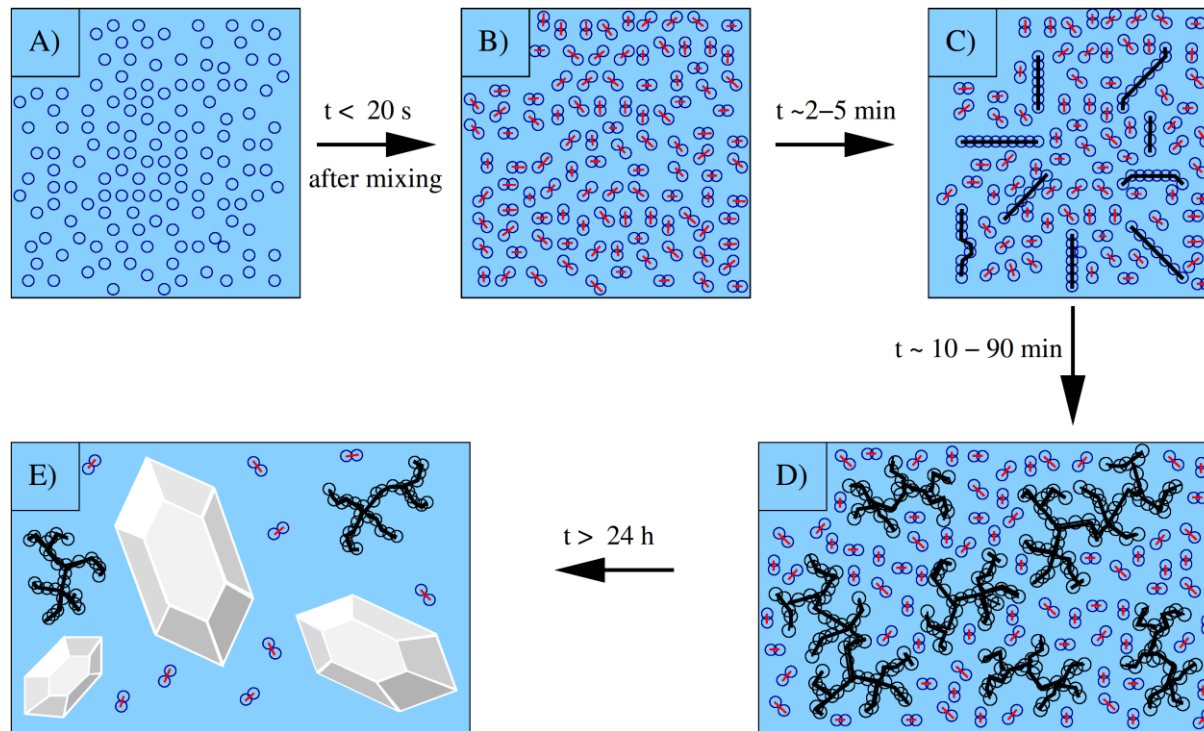 A)
t < 20 s
after mixing
B)
t ~2–5 min
C)
t ~ 10 – 90 min
D)
t > 24 h
E)